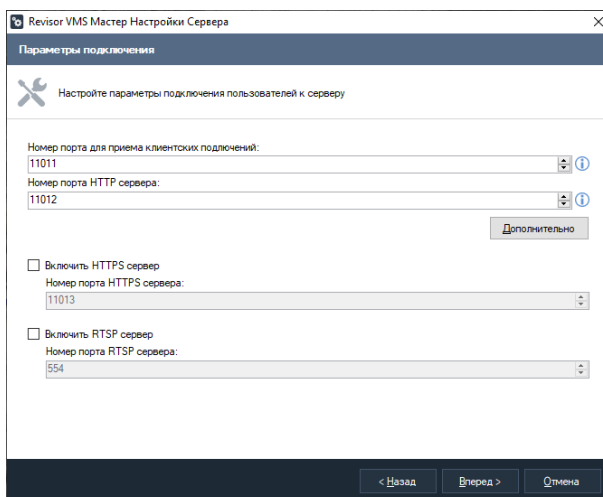 Revisor VMS Мастер Настройки Сервера
Параметры подключения
Настройте параметры подключения пользователей к серверу
Номер порта для приема клиентских подлючений:
11011
Номер порта HTTP сервера:
11012
Дополнительно
Включить HTTPS сервер
Номер порта HTTPS сервера:
11013
Включить RTSP сервер
Номер порта RTSP сервера:
554
< Назад Вперед > Отмена